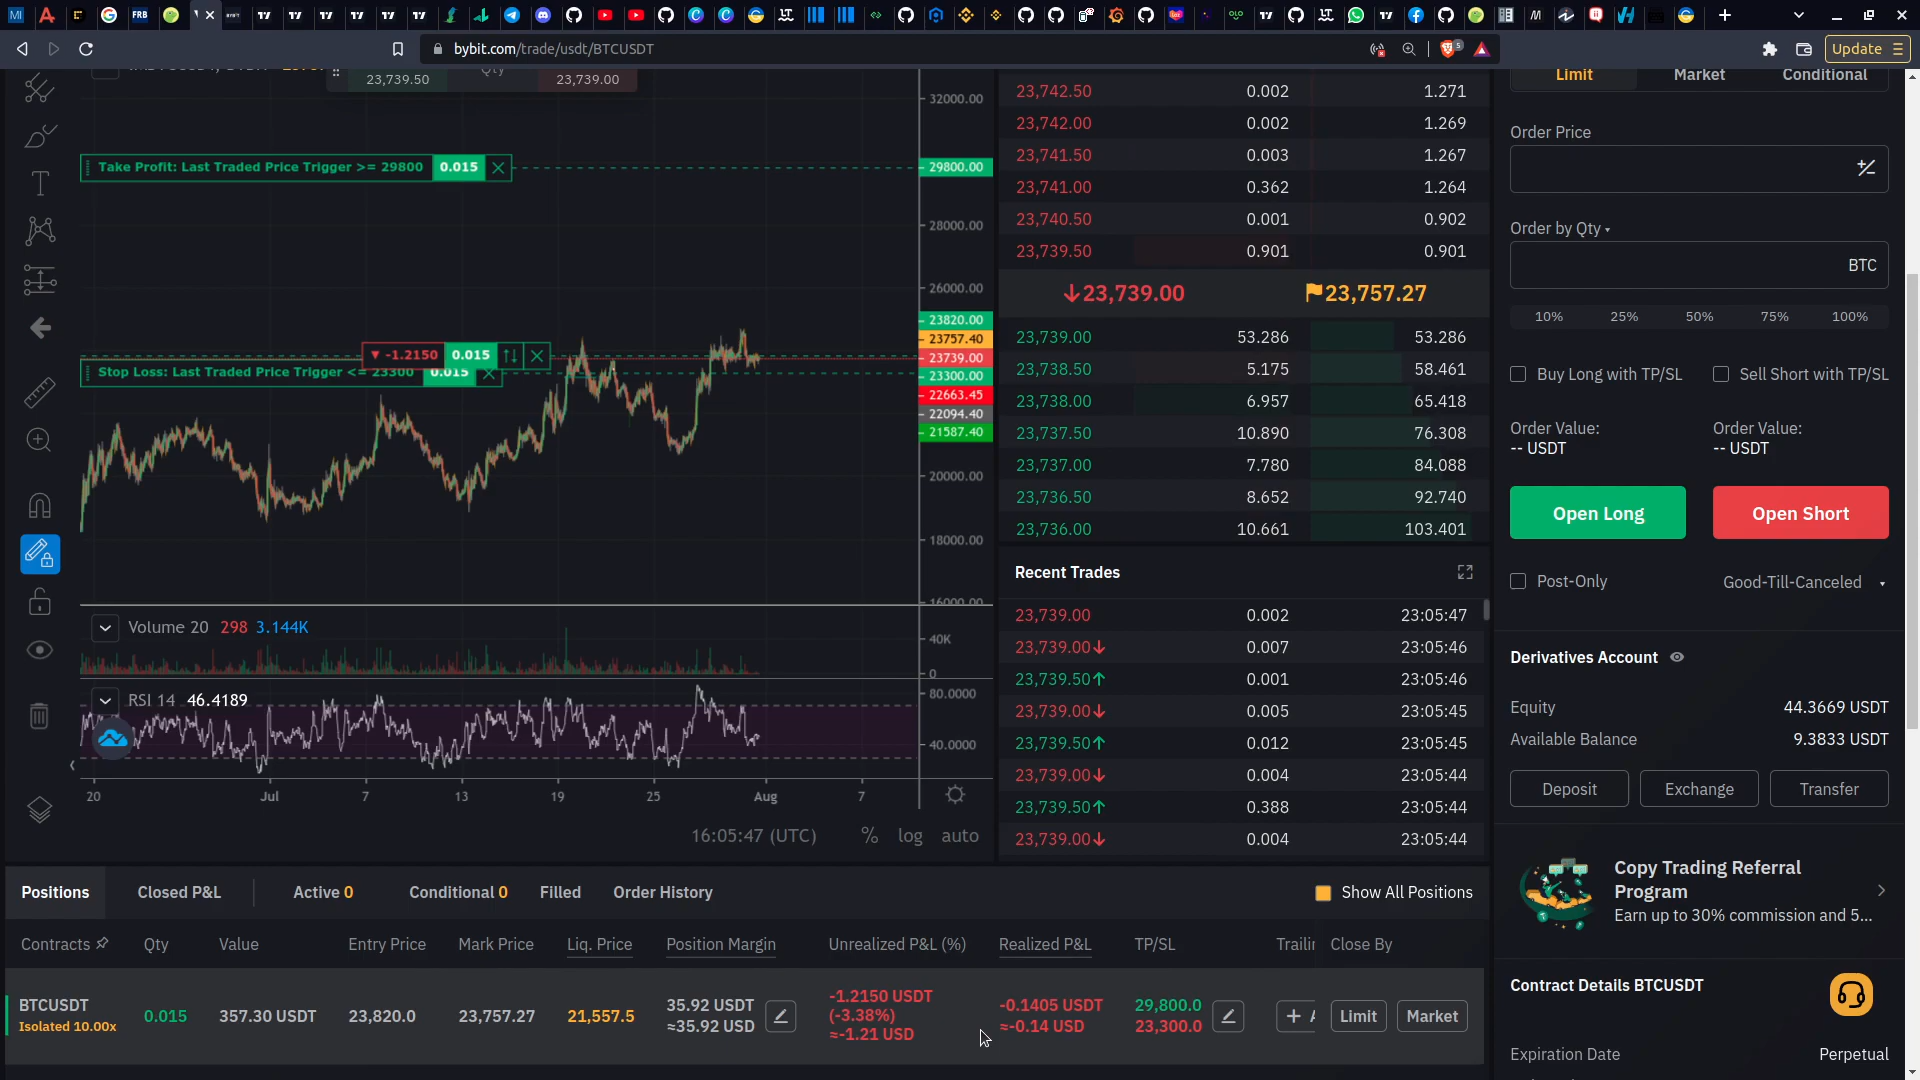 bybit.com/trade/usdt/BTCUSDT
5
Update
23,739.50
Qty
23,739.00
32000.00
Take Profit: Last Traded Price Trigger >= 29800
0.015
29800.00
28000.00
26000.00
23820.00
23757.40
-1.2150
0.015
23739.00
Stop Loss: Last Traded Price Trigger <= 23300
0.015
23300.00
22663.45
22094.40
21587.40
20000.00
18000.00
16000.00
Volume 20 298 3.144K
40K
0
RSI 14 46.4189
80.0000
40.0000
20
Jul
7
13
19
25
Aug
7
16:05:47 (UTC)
%
log
auto
23,742.50 0.002 1.271
23,742.00 0.002 1.269
23,741.50 0.003 1.267
23,741.00 0.362 1.264
23,740.50 0.001 0.902
23,739.50 0.901 0.901
↓23,739.00 23,757.27
23,739.00 53.286 53.286
23,738.50 5.175 58.461
23,738.00 6.957 65.418
23,737.50 10.890 76.308
23,737.00 7.780 84.088
23,736.50 8.652 92.740
23,736.00 10.661 103.401
Recent Trades
23,739.00 0.002 23:05:47
23,739.00↓ 0.007 23:05:46
23,739.50↑ 0.001 23:05:46
23,739.00↓ 0.005 23:05:45
23,739.50↑ 0.012 23:05:45
23,739.00↓ 0.004 23:05:44
23,739.50↑ 0.388 23:05:44
23,739.00↓ 0.004 23:05:44
Limit
Market
Conditional
Order Price
Order by Qty
BTC
10% 25% 50% 75% 100%
Buy Long with TP/SL
Sell Short with TP/SL
Order Value:
-- USDT
Order Value:
-- USDT
Open Long
Open Short
Post-Only
Good-Till-Canceled
Derivatives Account
Equity 44.3669 USDT
Available Balance 9.3833 USDT
Deposit
Exchange
Transfer
Copy Trading Referral
Program
Earn up to 30% commission and 5...
Contract Details BTCUSDT
Expiration Date Perpetual
Positions
Closed P&L
Active 0
Conditional 0
Filled
Order History
Show All Positions
Contracts
Qty
Value
Entry Price
Mark Price
Liq. Price
Position Margin
Unrealized P&L (%)
Realized P&L
TP/SL
Close By
BTCUSDT
Isolated 10.00x
0.015
357.30 USDT
23,820.0
23,757.27
21,557.5
35.92 USDT
≈35.92 USD
-1.2150 USDT
(-3.38%)
≈-1.21 USD
-0.1405 USDT
≈-0.14 USD
29,800.0
23,300.0
+ A
Limit
Market